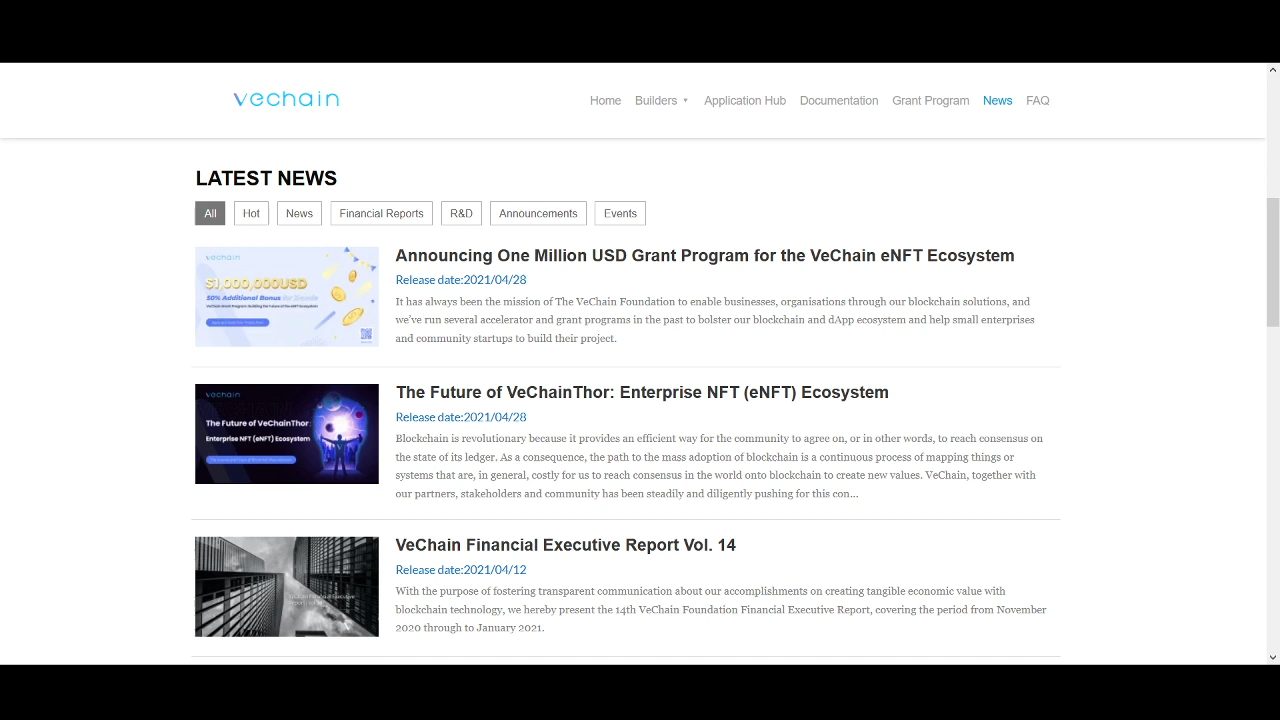 vechain
Home Builders ▼ Application Hub Documentation Grant Program News FAQ
LATEST NEWS
All Hot News Financial Reports R&D Announcements Events
vechain
$1,000,000USD
50% Additional Bonus
Announcing One Million USD Grant Program for the VeChain eNFT Ecosystem
Release date:2021/04/28
It has always been the mission of The VeChain Foundation to enable businesses, organisations through our blockchain solutions, and
we've run several accelerator and grant programs in the past to bolster our blockchain and dApp ecosystem and help small enterprises
and community startups to build their project.
vechain
The Future of VeChainThor:
Enterprise NFT (eNFT) Ecosystem
The Future of VeChainThor: Enterprise NFT (eNFT) Ecosystem
Release date:2021/04/28
Blockchain is revolutionary because it provides an efficient way for the community to agree on, or in other words, to reach consensus on
the state of its ledger. As a consequence, the path to the mass adoption of blockchain is a continuous process of mapping things or
systems that are, in general, costly for us to reach consensus in the world onto blockchain to create new values. VeChain, together with
our partners, stakeholders and community has been steadily and diligently pushing for this con...
VeChain Financial Executive Report Vol. 14
Release date:2021/04/12
With the purpose of fostering transparent communication about our accomplishments on creating tangible economic value with
blockchain technology, we hereby present the 14th VeChain Foundation Financial Executive Report, covering the period from November
2020 through to January 2021.